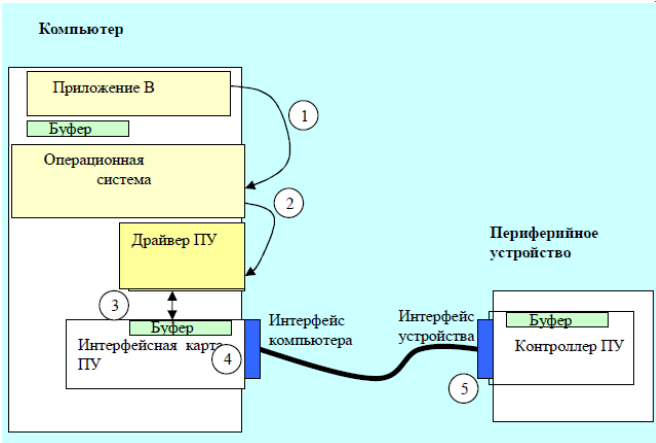 Компьютер
Приложение В
1
Буфер
Операционная
система
2
Драйвер ПУ
Периферийное
устройство
3
Буфер
Интерфейсная карта
ПУ
4
Интерфейс
компьютера
Интерфейс
устройства
5
Буфер
Контроллер ПУ